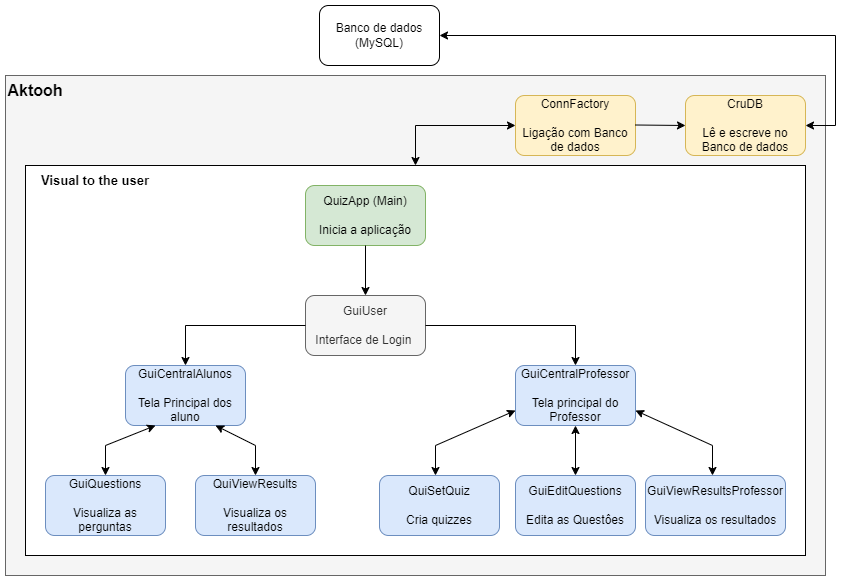 Banco de dados
(MySQL)
Aktooh
ConnFactory
Ligação com Banco
de dados
CruDB
Lê e escreve no
Banco de dados
Visual to the user
QuizApp (Main)
Inicia a aplicação
GuiUser
Interface de Login
GuiCentralAlunos
Tela Principal dos
aluno
GuiCentralProfessor
Tela principal do
Professor
GuiQuestions
Visualiza as
perguntas
QuiViewResults
Visualiza os
resultados
QuiSetQuiz
Cria quizzes
GuiEditQuestions
Edita as Questões
GuiViewResultsProfessor
Visualiza os resultados